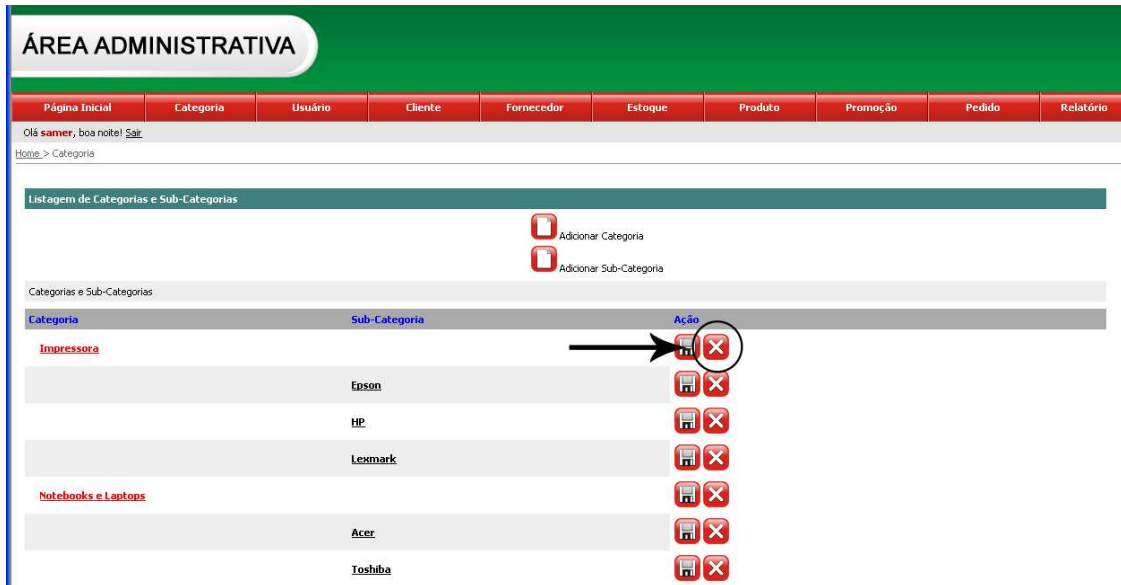 ÁREA ADMINISTRATIVA
Página Inicial Categoria Usuário Cliente Fornecedor Estoque Produto Promoção Pedido Relatório
Olá samer, boa noite! Sair
Home > Categoria
Listagem de Categorias e Sub-Categorias
Adicionar Categoria
Adicionar Sub-Categoria
Categorias e Sub-Categorias
Categoria Sub-Categoria Ação
Impressora
Epson
HP
Lexmark
Notebooks e Laptops
Acer
Toshiba